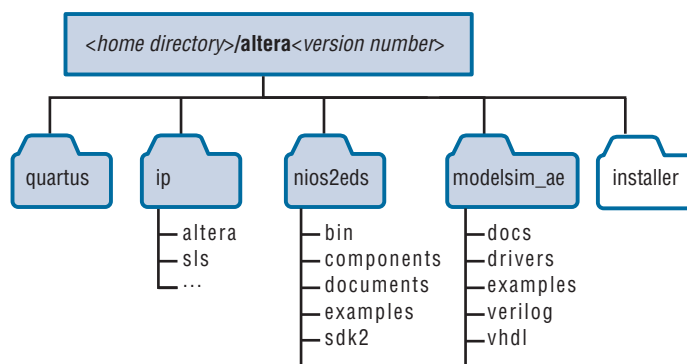 <home directory>/altera<version number>
quartus
ip
nios2eds
modelsim_ae
installer
altera
sls
...
bin
components
documents
examples
sdk2
docs
drivers
examples
verilog
vhdl